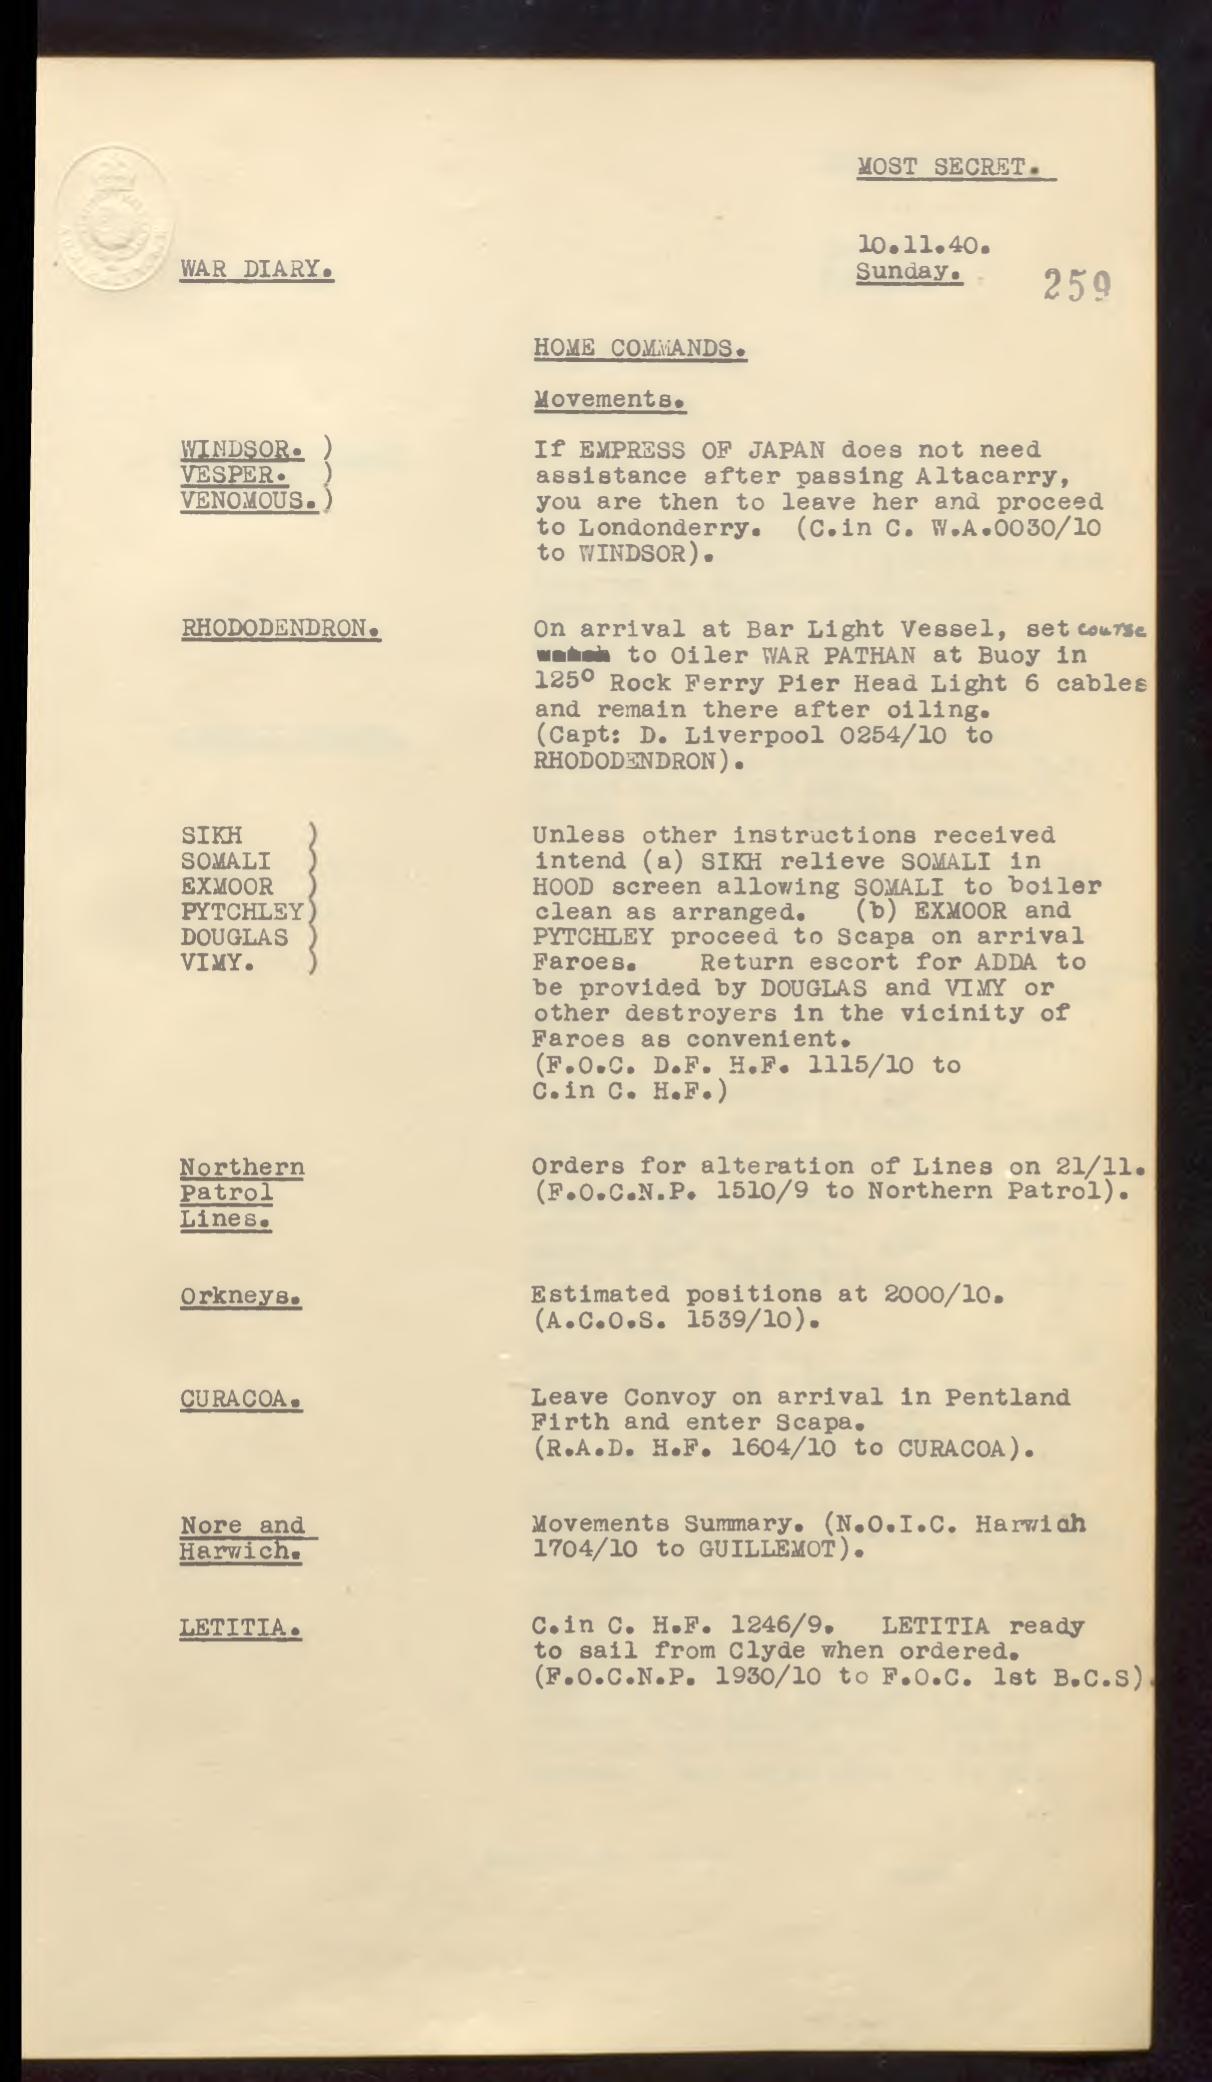 MOST SECRET.
10.11.40.
WAR DIARY.
Sunday.
259
HOME COMMANDS.
Movements.
WINDSOR. )
VESPER. )
VENOMOUS.)
If EMPRESS OF JAPAN does not need
assistance after passing Altacarry,
you are then to leave her and proceed
to Londonderry. (C.in C. W.A.0030/10
to WINDSOR).
RHODODENDRON.
On arrival at Bar Light Vessel, set course
to Oiler WAR PATHAN at Buoy in
125° Rock Ferry Pier Head Light 6 cables
and remain there after oiling.
(Capt: D. Liverpool 0254/10 to
RHODODENDRON).
SIKH )
SOMALI )
EXMOOR )
PYTCHLEY)
DOUGLAS )
VIMY. )
Unless other instructions received
intend (a) SIKH relieve SOMALI in
HOOD screen allowing SOMALI to boiler
clean as arranged. (b) EXMOOR and
PYTCHLEY proceed to Scapa on arrival
Faroes. Return escort for ADDA to
be provided by DOUGLAS and VIMY or
other destroyers in the vicinity of
Faroes as convenient.
(F.O.C. D.F. H.F. 1115/10 to
C.in C. H.F.)
Northern
Patrol
Lines.
Orders for alteration of Lines on 21/11.
(F.O.C.N.P. 1510/9 to Northern Patrol).
Orkneys.
Estimated positions at 2000/10.
(A.C.O.S. 1539/10).
CURACOA.
Leave Convoy on arrival in Pentland
Firth and enter Scapa.
(R.A.D. H.F. 1604/10 to CURACOA).
Nore and
Harwich.
Movements Summary. (N.O.I.C. Harwich
1704/10 to GUILLEMOT).
LETITIA.
C.in C. H.F. 1246/9. LETITIA ready
to sail from Clyde when ordered.
(F.O.C.N.P. 1930/10 to F.O.C. 1st B.C.S).